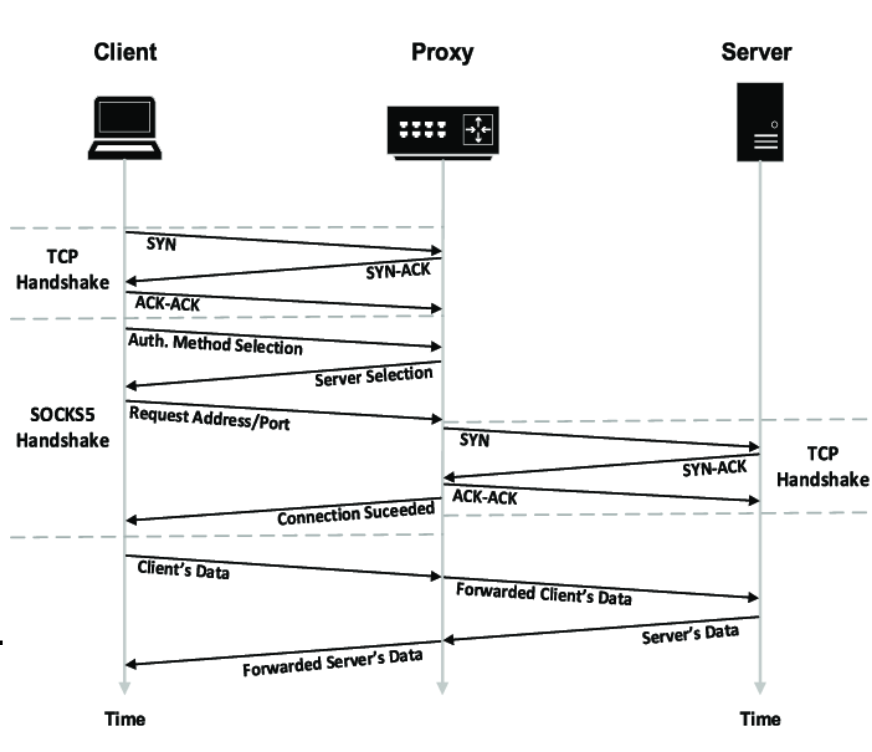 Client
Proxy
Server
SYN
TCP
Handshake
SYN-ACK
ACK-ACK
Auth. Method Selection
Server Selection
SOCKS5
Handshake
Request Address/Port
SYN
TCP
Handshake
SYN-ACK
ACK-ACK
Connection Suceeded
Client's Data
Forwarded Client's Data
Server's Data
Forwarded Server's Data
Time
Time